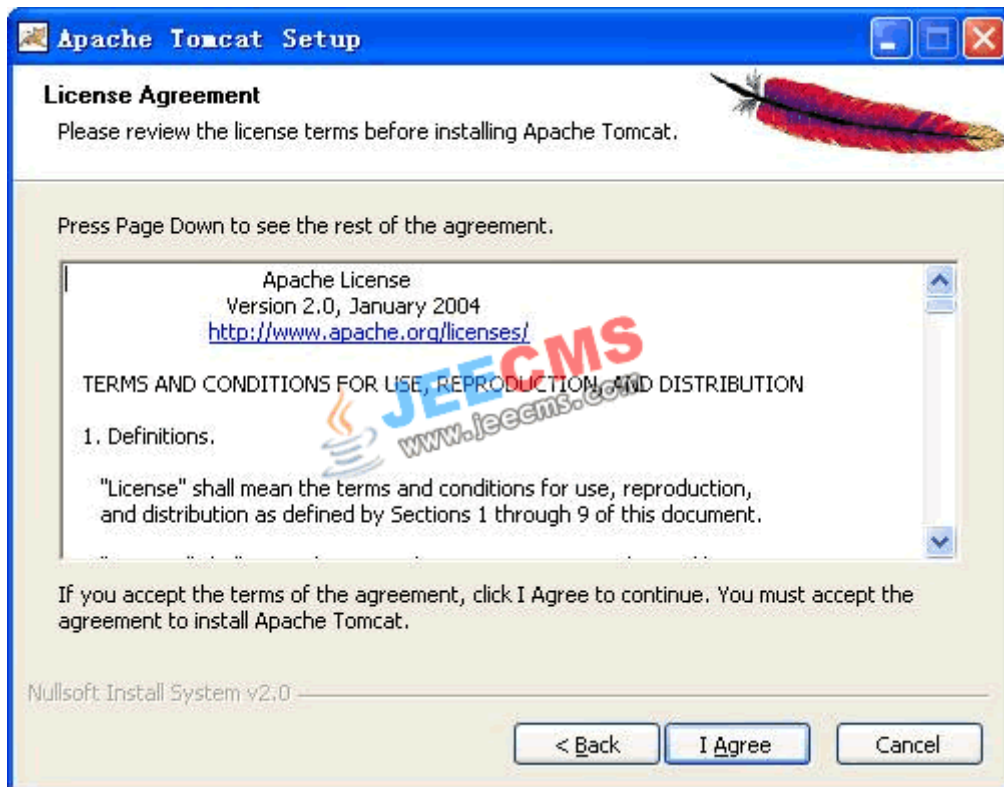 Apache Tomcat Setup
License Agreement
Please review the license terms before installing Apache Tomcat.
Press Page Down to see the rest of the agreement.
Apache License
Version 2.0, January 2004
http://www.apache.org/licenses/
TERMS AND CONDITIONS FOR USE, REPRODUCTION, AND DISTRIBUTION
JEECMS
www.jeecms.com
1. Definitions.
"License" shall mean the terms and conditions for use, reproduction,
and distribution as defined by Sections 1 through 9 of this document.
If you accept the terms of the agreement, click I Agree to continue. You must accept the
agreement to install Apache Tomcat.
Nullsoft Install System v2.0
< Back I Agree Cancel